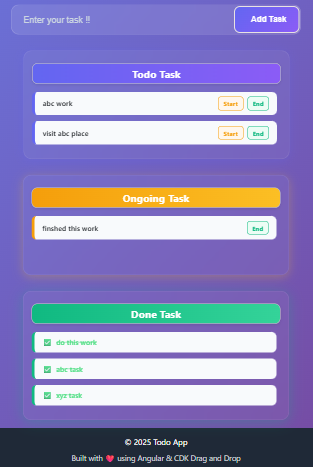 Enter your task !!
Add Task
Todo Task
abc work
Start
End
visit abc place
Start
End
Ongoing Task
finshed this work
End
Done Task
✅ do this work
✅ abc task
✅ xyz task
© 2025 Todo App
Built with ❤️ using Angular & CDK Drag and Drop